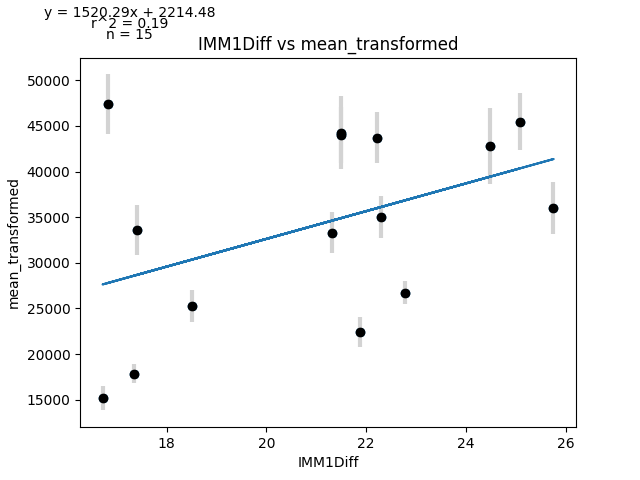 y = 1520.29x + 2214.48
r^2 = 0.19
n = 15
IMM1Diff vs mean_transformed
50000
45000
40000
35000
30000
25000
20000
15000
mean_transformed
18 20 22 24 26
IMM1Diff